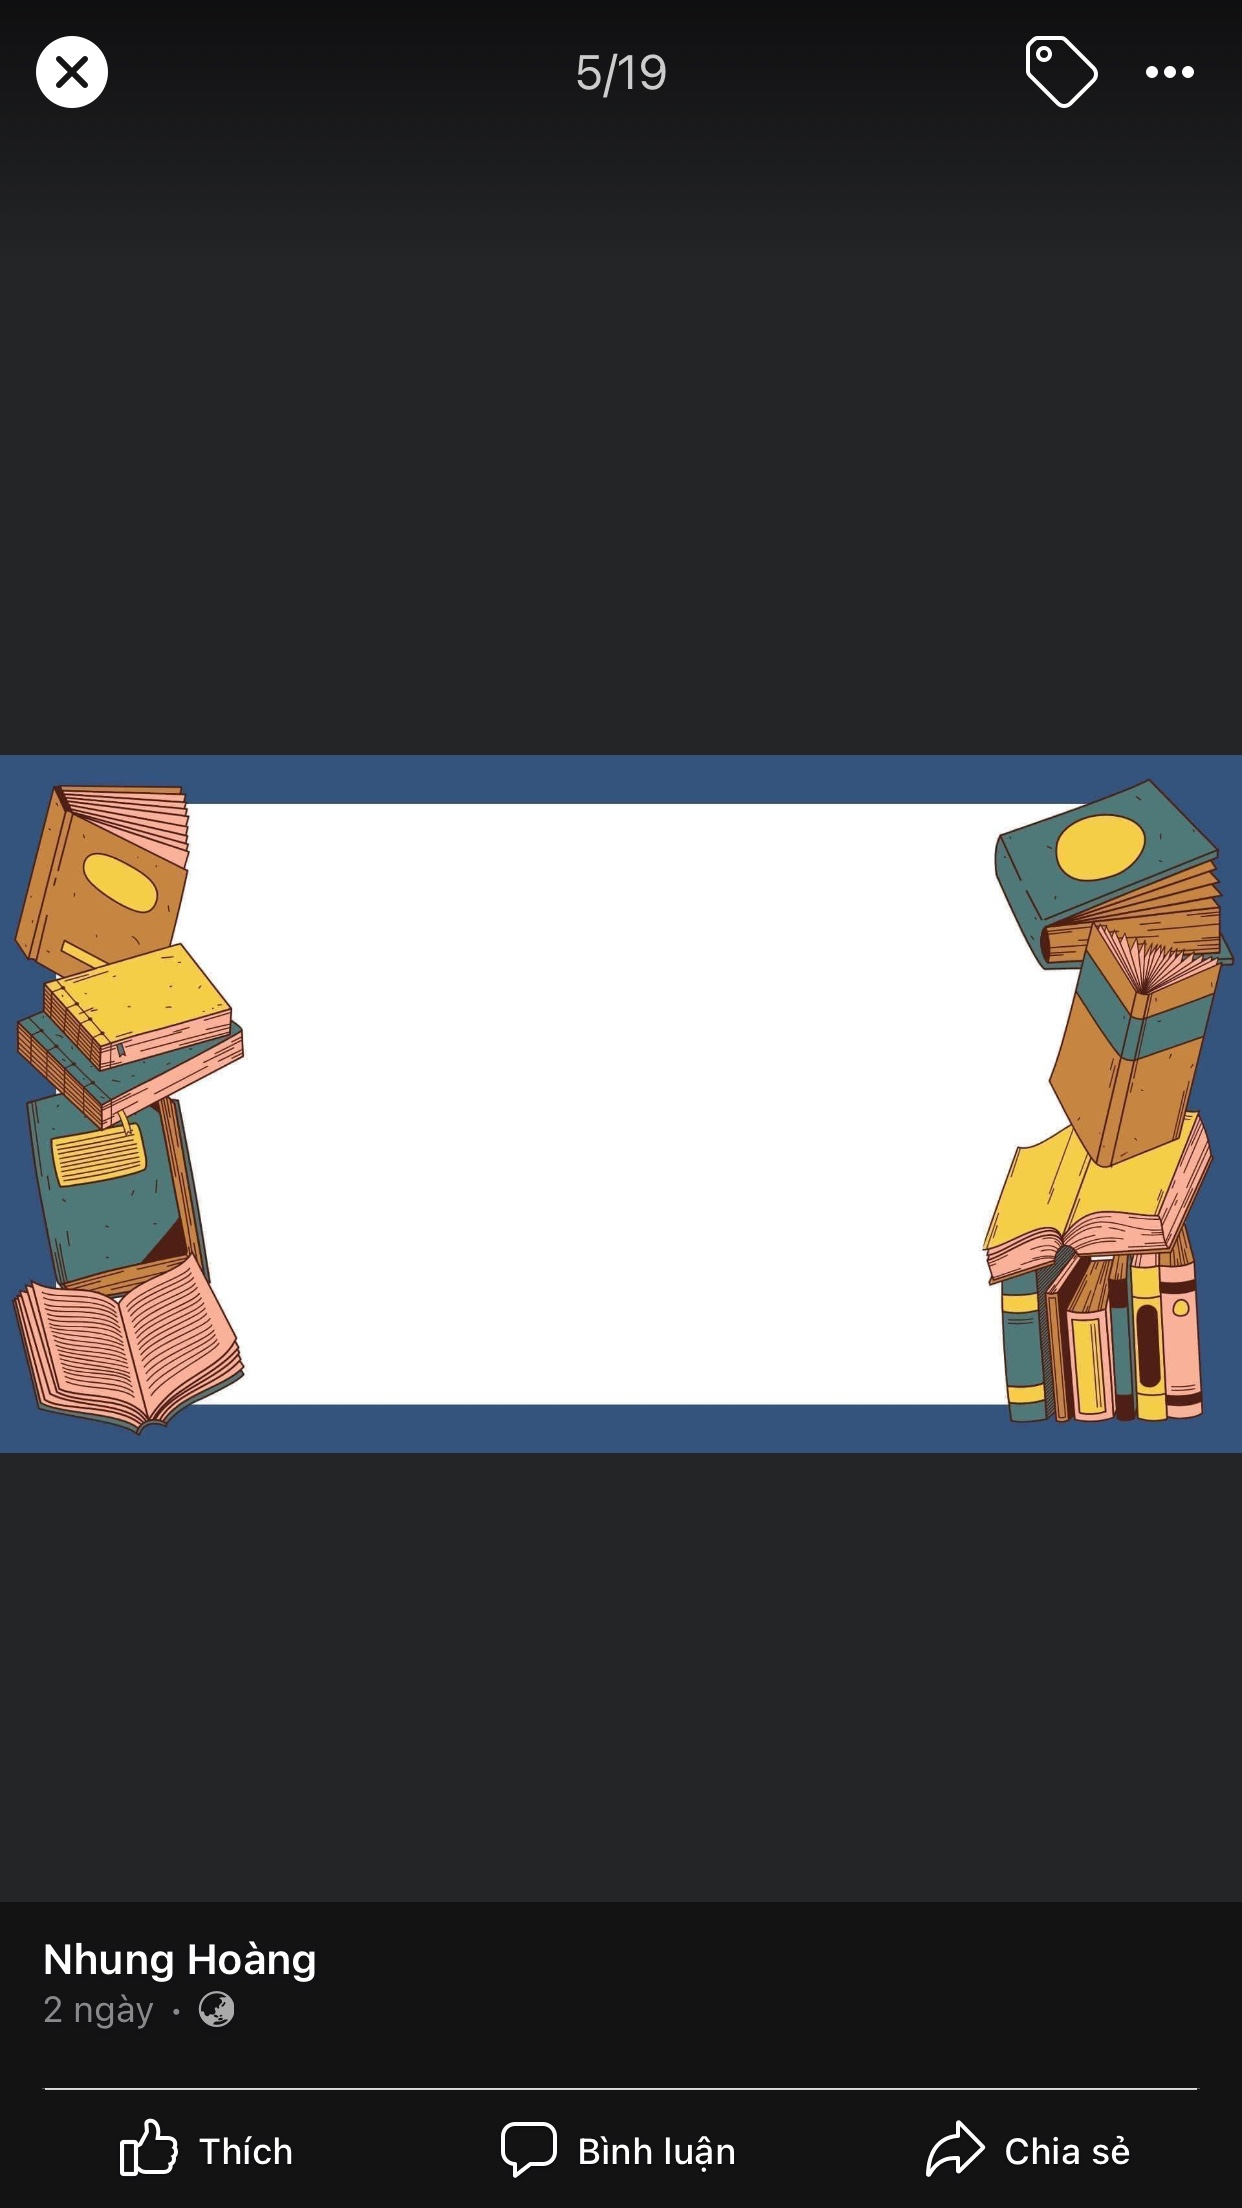 5/19
Nhung Hoàng
2 ngày ·
Thích
Bình luận
Chia sẻ